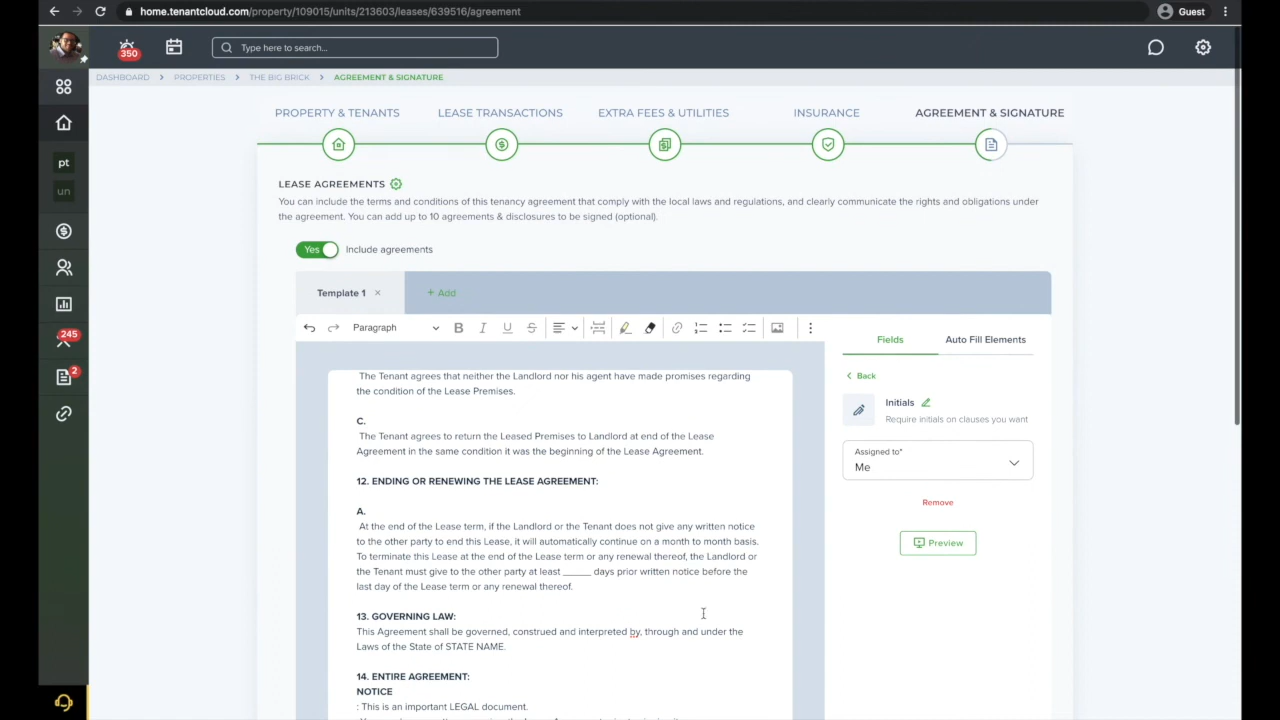 home.tenantcloud.com/property/109015/units/213603/leases/639516/agreement
Guest
350
Type here to search...
DASHBOARD > PROPERTIES > THE BIG BRICK > AGREEMENT & SIGNATURE
PROPERTY & TENANTS
LEASE TRANSACTIONS
EXTRA FEES & UTILITIES
INSURANCE
AGREEMENT & SIGNATURE
pt
un
245
2
LEASE AGREEMENTS
You can include the terms and conditions of this tenancy agreement that comply with the local laws and regulations, and clearly communicate the rights and obligations under
the agreement. You can add up to 10 agreements & disclosures to be signed (optional).
Yes
Include agreements
Template 1 ×
+ Add
Paragraph
B I U S
Fields
Auto Fill Elements
Back
Initials
Require initials on clauses you want
Assigned to*
Me
Remove
Preview
The Tenant agrees that neither the Landlord nor his agent have made promises regarding
the condition of the Lease Premises.
C.
The Tenant agrees to return the Leased Premises to Landlord at end of the Lease
Agreement in the same condition it was the beginning of the Lease Agreement.
12. ENDING OR RENEWING THE LEASE AGREEMENT:
A.
At the end of the Lease term, if the Landlord or the Tenant does not give any written notice
to the other party to end this Lease, it will automatically continue on a month to month basis.
To terminate this Lease at the end of the Lease term or any renewal thereof, the Landlord or
the Tenant must give to the other party at least _____ days prior written notice before the
last day of the Lease term or any renewal thereof.
13. GOVERNING LAW:
This Agreement shall be governed, construed and interpreted by, through and under the
Laws of the State of STATE NAME.
14. ENTIRE AGREEMENT:
NOTICE
: This is an important LEGAL document.